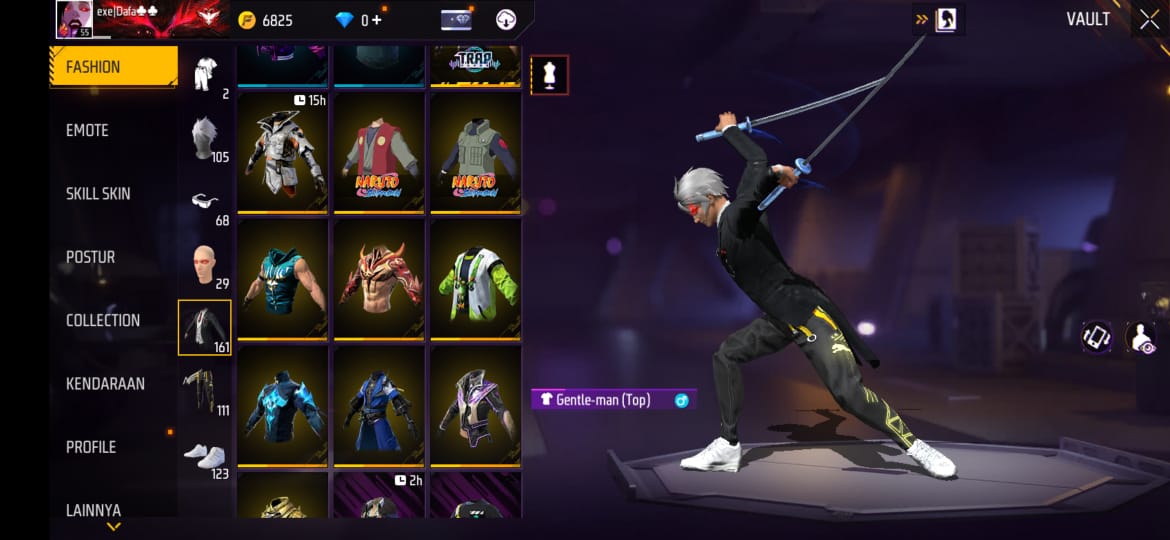 exe|Dafa♣♣
55
6825
0+
VAULT
FASHION
EMOTE
SKILL SKIN
POSTUR
COLLECTION
KENDARAAN
PROFILE
LAINNYA
2
105
68
29
161
111
123
TRAP
15h
NARUTO
NARUTO
2h
Gentle-man (Top)